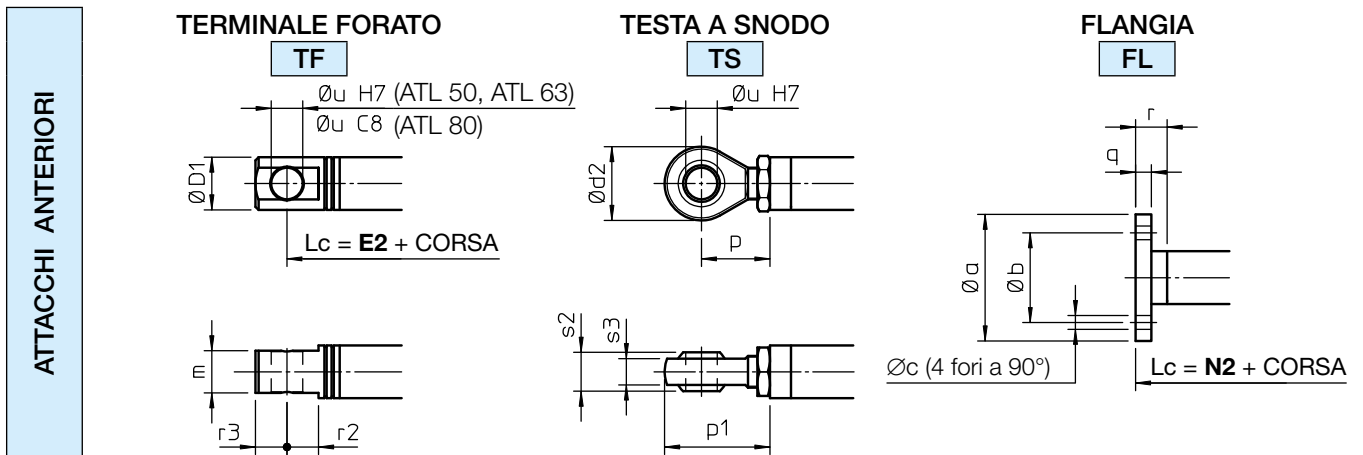 ATTACCHI ANTERIORI
TERMINALE FORATO
TF
Øu H7 (ATL 50, ATL 63)
Øu C8 (ATL 80)
ØD1
Lc = E2 + CORSA
m
r3
r2
TESTA A SNODO
TS
Øu H7
Ød2
p
s2
s3
p1
FLANGIA
FL
r
q
Øa
Øb
Øc (4 fori a 90°)
Lc = N2 + CORSA